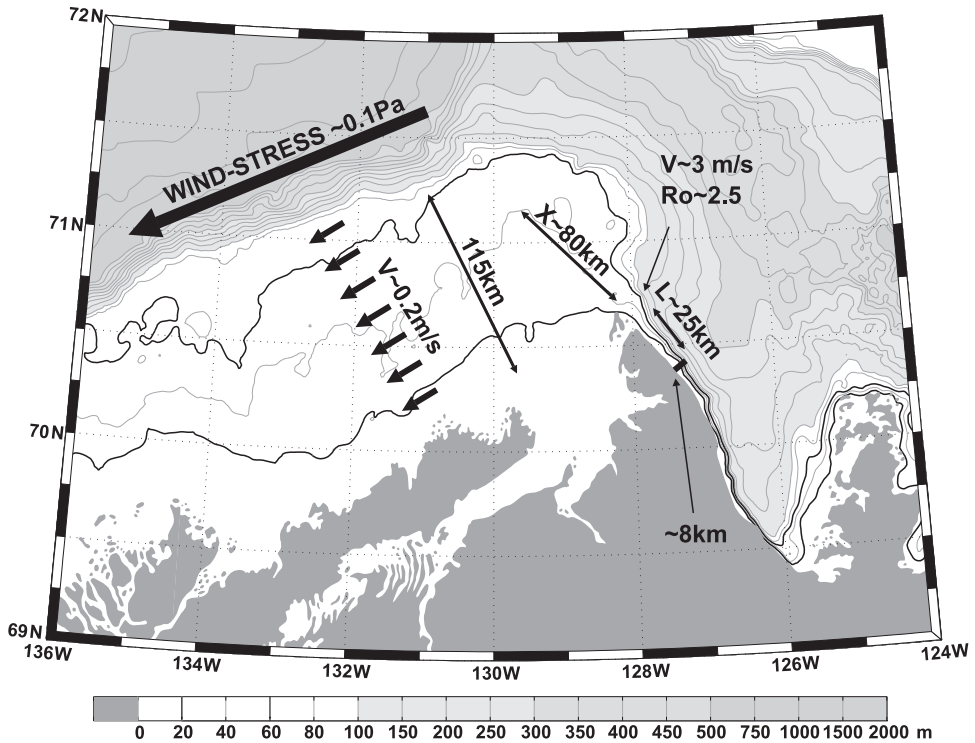 72N
WIND-STRESS ~0.1Pa
V~3 m/s
Ro~2.5
71N
X~80km
115km
V~0.2m/s
L~25km
70N
~8km
69N
136W 134W 132W 130W 128W 126W 124W
0 20 40 60 80 100 150 200 250 300 350 400 500 750 1000 1500 2000 m